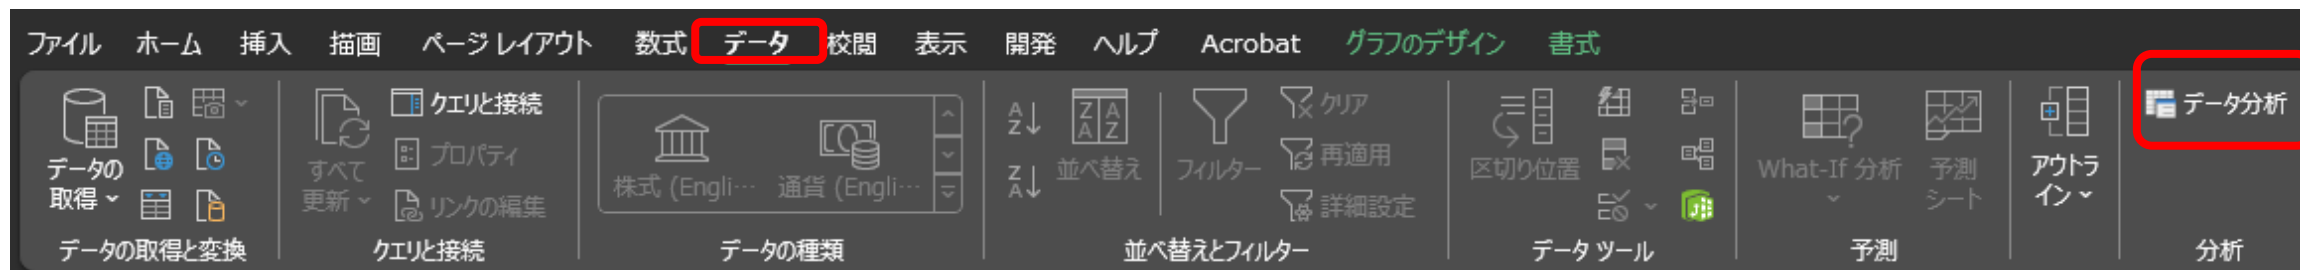 ファイル ホーム 挿入 描画 ページ レイアウト 数式 データ 校閲 表示 開発 ヘルプ Acrobat グラフのデザイン 書式
データの
取得
データの取得と変換
すべて
更新
クエリと接続
プロパティ
リンクの編集
クエリと接続
株式 (Engli… 通貨 (Engli…
データの種類
A
Z
Z
A
Z A
A Z
並べ替え
フィルター
クリア
再適用
詳細設定
並べ替えとフィルター
区切り位置
データ ツール
What-If 分析
予測
シート
予測
アウトラ
イン
データ分析
分析